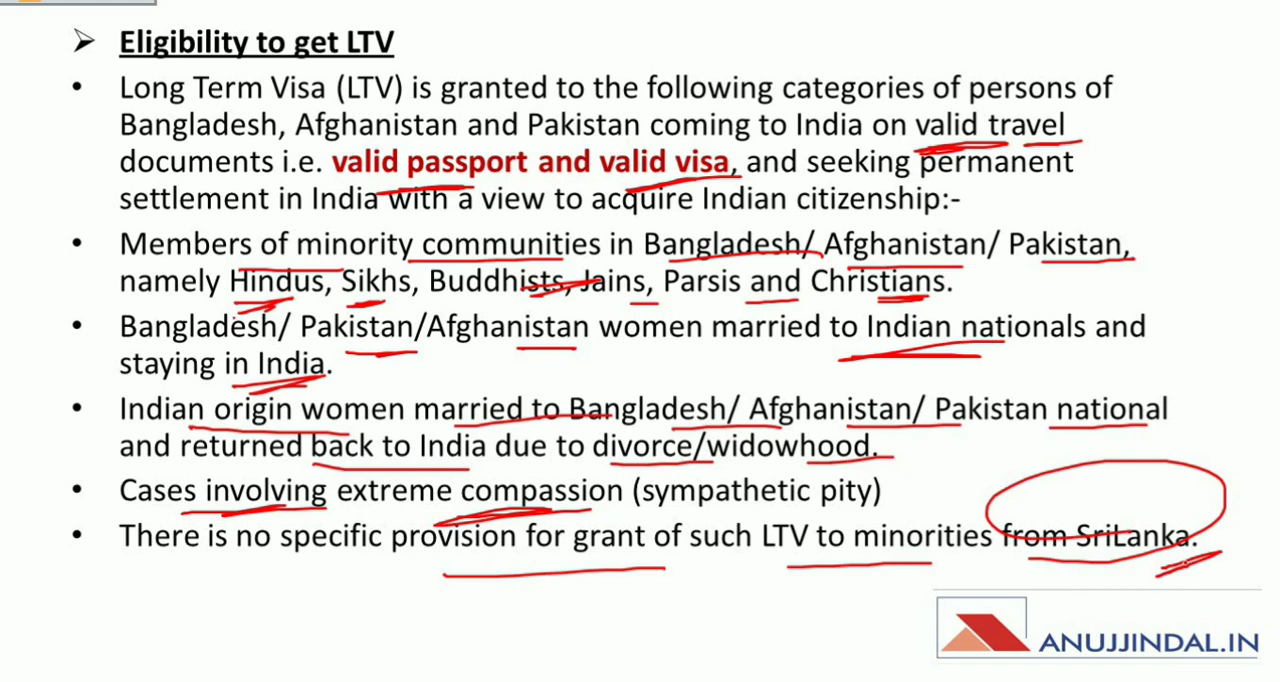 ➢ Eligibility to get LTV
• Long Term Visa (LTV) is granted to the following categories of persons of
Bangladesh, Afghanistan and Pakistan coming to India on valid travel
documents i.e. valid passport and valid visa, and seeking permanent
settlement in India with a view to acquire Indian citizenship:-
• Members of minority communities in Bangladesh/ Afghanistan/ Pakistan,
namely Hindus, Sikhs, Buddhists, Jains, Parsis and Christians.
• Bangladesh/ Pakistan/Afghanistan women married to Indian nationals and
staying in India.
• Indian origin women married to Bangladesh/ Afghanistan/ Pakistan national
and returned back to India due to divorce/widowhood.
• Cases involving extreme compassion (sympathetic pity)
• There is no specific provision for grant of such LTV to minorities from SriLanka.
ANUJJINDAL.IN